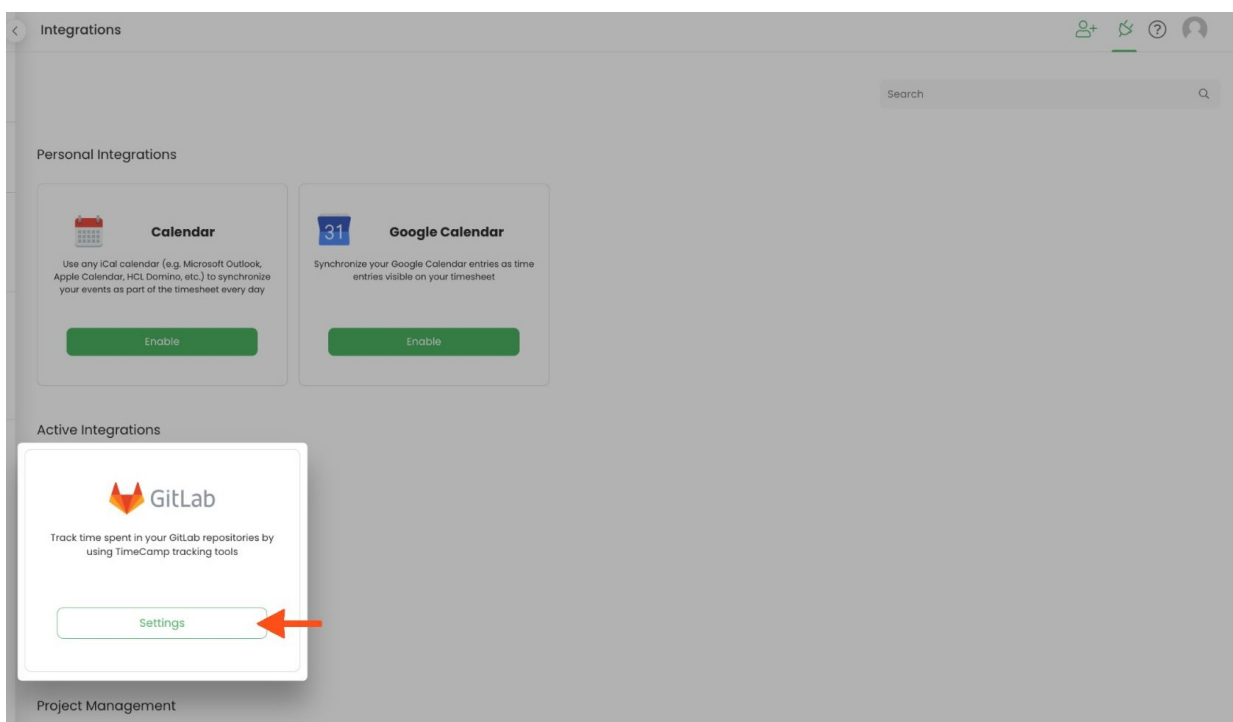 Integrations
Search
Personal Integrations
31
Calendar
Google Calendar
Use any iCal calendar (e.g. Microsoft Outlook,
Apple Calendar, HCL Domino, etc.) to synchronize
your events as part of the timesheet every day
Synchronize your Google Calendar entries as time
entries visible on your timesheet
Enable
Enable
Active Integrations
GitLab
Track time spent in your GitLab repositories by
using TimeCamp tracking tools
Settings
Project Management